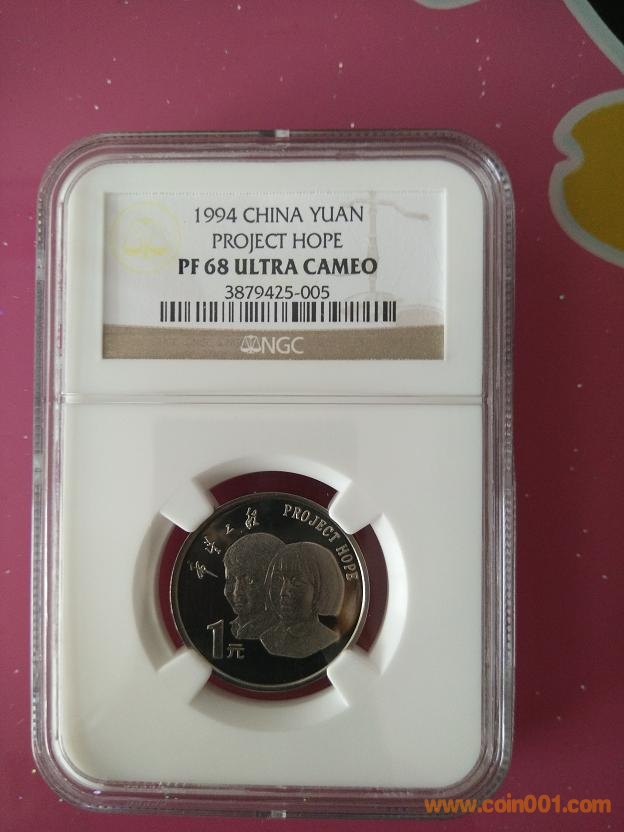 1994 CHINA YUAN
PROJECT HOPE
PF 68 ULTRA CAMEO
3879425-005
NGC
希望工程
PROJECT HOPE
1元
www.coin001.com